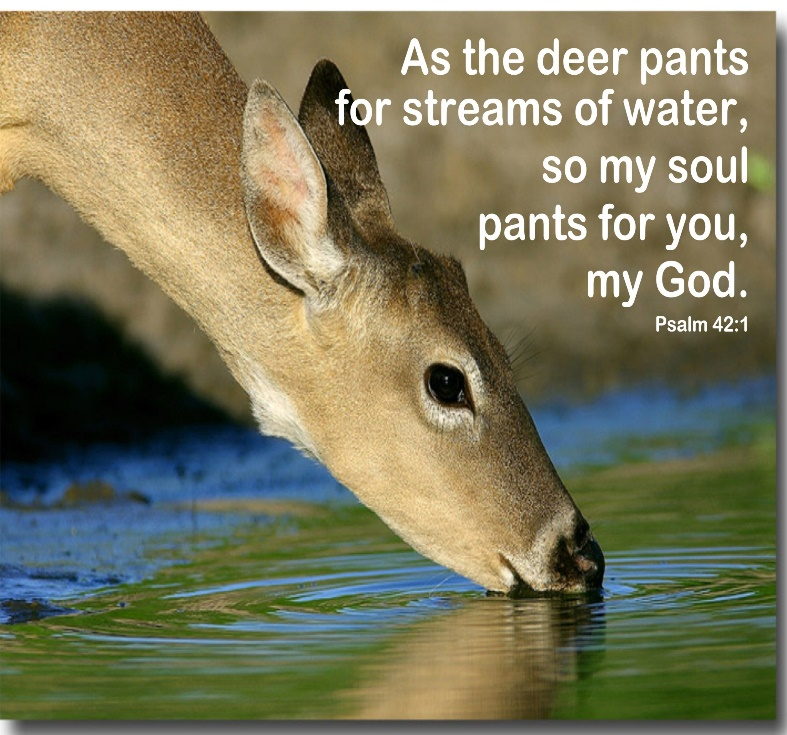 As the deer pants
for streams of water,
so my soul
pants for you,
my God.
Psalm 42:1